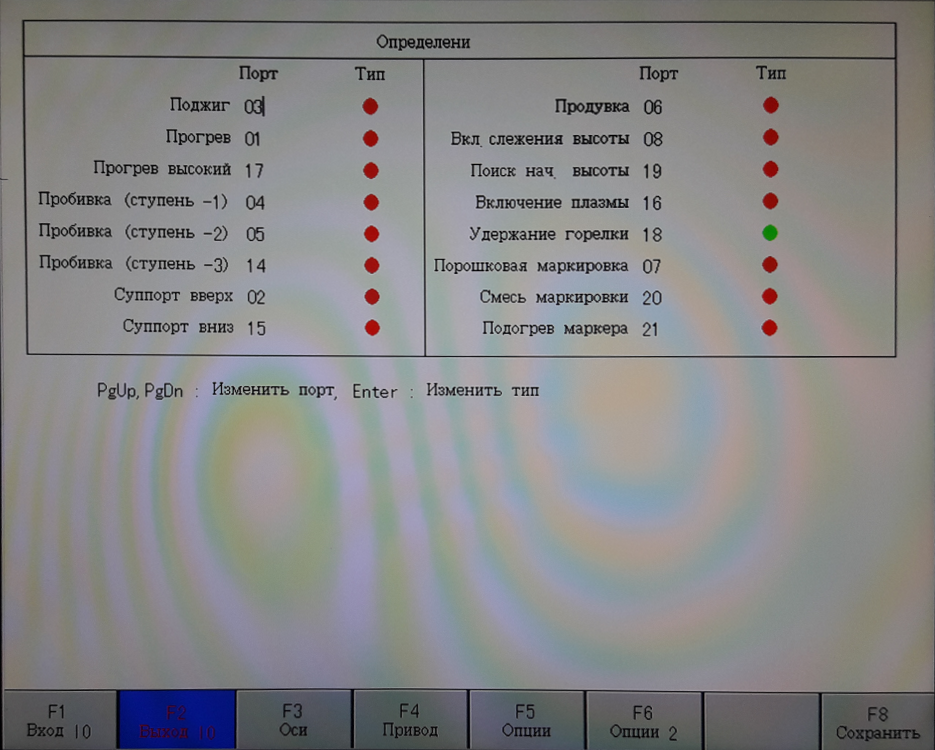 Определени
Порт Тип Порт Тип
Поджиг 03 Продувка 06
Прогрев 01 Вкл. слежения высоты 08
Прогрев высокий 17 Поиск нач. высоты 19
Пробивка (ступень -1) 04 Включение плазмы 16
Пробивка (ступень -2) 05 Удержание горелки 18
Пробивка (ступень -3) 14 Порошковая маркировка 07
Суппорт вверх 02 Смесь маркировки 20
Суппорт вниз 15 Подогрев маркера 21
PgUp, PgDn : Изменить порт, Enter : Изменить тип
F1 F2 F3 F4 F5 F6 F8
Вход IO Выход IO Оси Привод Опции Опции 2 Сохранить